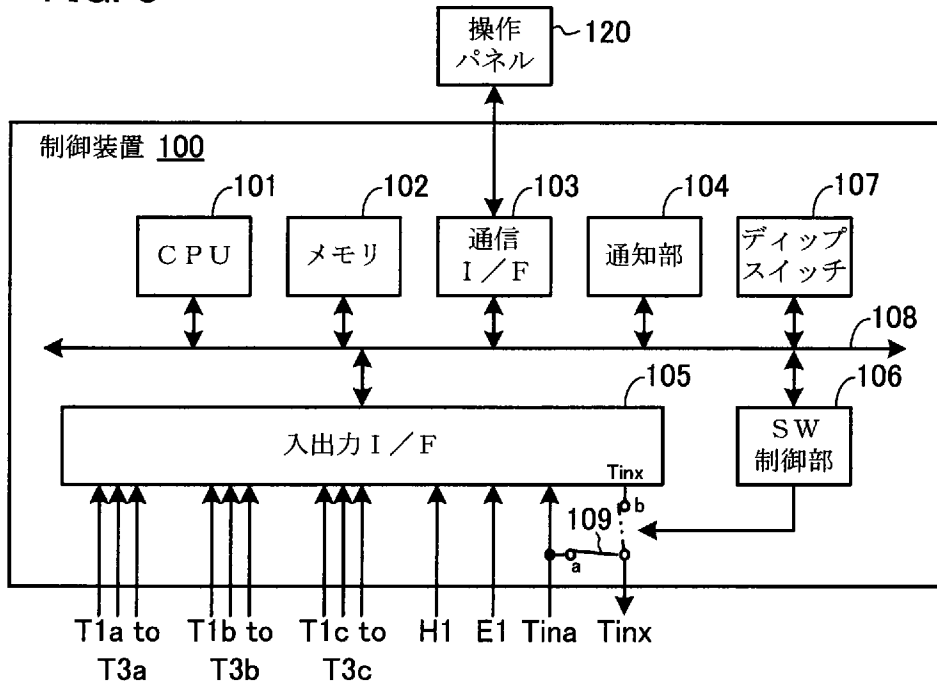 操作
パネル
120
制御装置 100
101
102
103
104
107
CPU
メモリ
通信
I/F
通知部
ディップ
スイッチ
108
105
106
入出力I/F
SW
制御部
Tinx
b
109
a
T1a to
T3a
T1b to
T3b
T1c to
T3c
H1
E1
Tina
Tinx